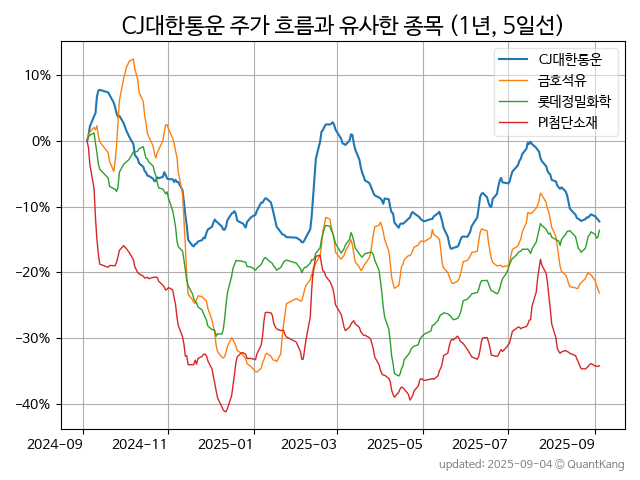 CJ대한통운 주가 흐름과 유사한 종목 (1년, 5일선)
CJ대한통운
금호석유
롯데정밀화학
PI첨단소재
10%
0%
−10%
−20%
−30%
−40%
2024-09
2024-11
2025-01
2025-03
2025-05
2025-07
2025-09
updated: 2025-09-04 © QuantKang